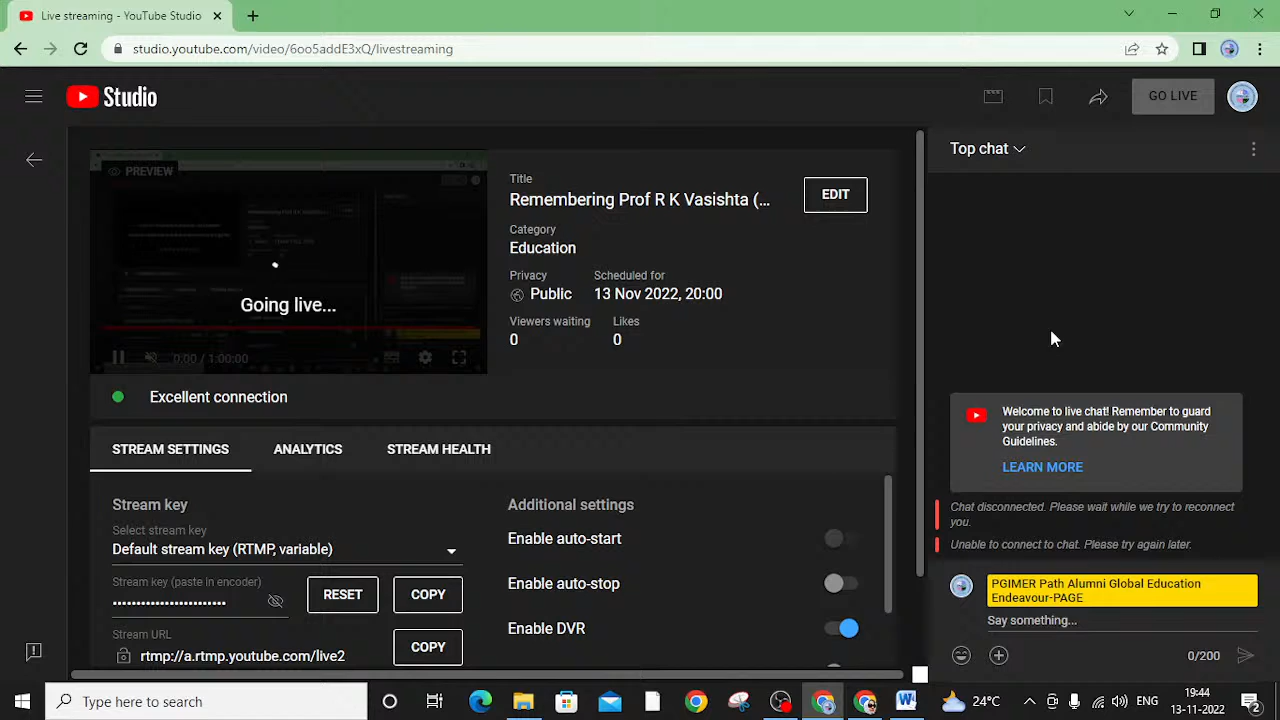 Live streaming - YouTube Studio
studio.youtube.com/video/6oo5addE3xQ/livestreaming
Studio
GO LIVE
PREVIEW
Going live...
0:00 / 1:00:00
Title
Remembering Prof R K Vasishta (...
EDIT
Category
Education
Privacy
Public
Scheduled for
13 Nov 2022, 20:00
Viewers waiting
0
Likes
0
Excellent connection
STREAM SETTINGS
ANALYTICS
STREAM HEALTH
Stream key
Select stream key
Default stream key (RTMP, variable)
Stream key (paste in encoder)
••••••••••••••••••••••••
RESET
COPY
Stream URL
rtmp://a.rtmp.youtube.com/live2
COPY
Additional settings
Enable auto-start
Enable auto-stop
Enable DVR
Top chat
Welcome to live chat! Remember to guard
your privacy and abide by our Community
Guidelines.
LEARN MORE
Chat disconnected. Please wait while we try to reconnect
you.
Unable to connect to chat. Please try again later.
PGIMER Path Alumni Global Education
Endeavour-PAGE
Say something...
0/200
Type here to search
24°C
ENG
19:44
13-11-2022
2